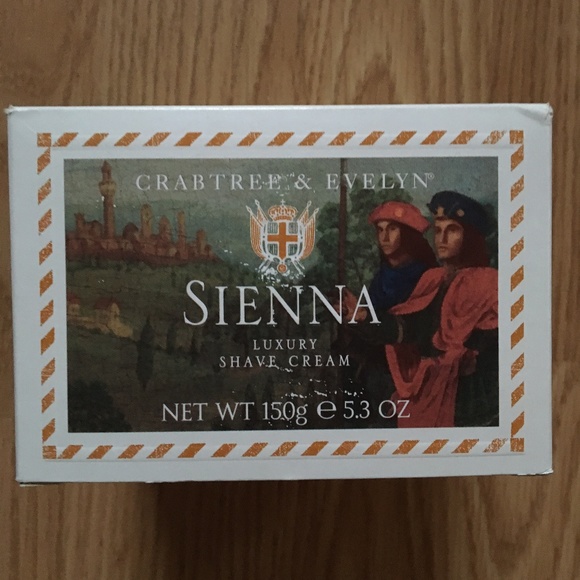 CRABTREE & EVELYN®
SIENNA
LUXURY
SHAVE CREAM
NET WT 150g ℮ 5.3 OZ